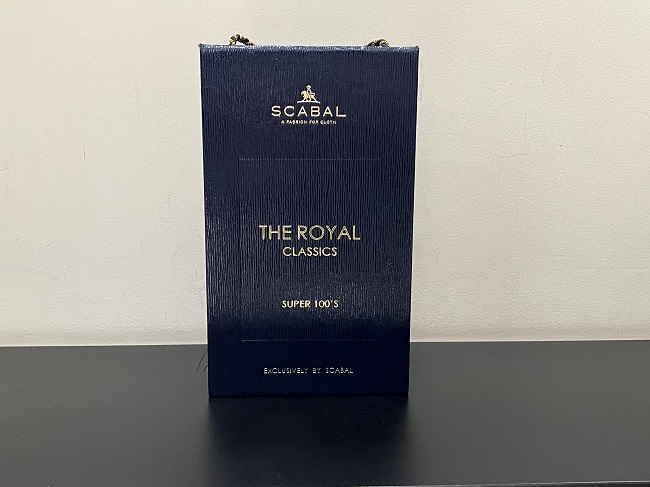 SCABAL
A PASSION FOR CLOTH
THE ROYAL
CLASSICS
SUPER 100'S
EXCLUSIVELY BY SCABAL